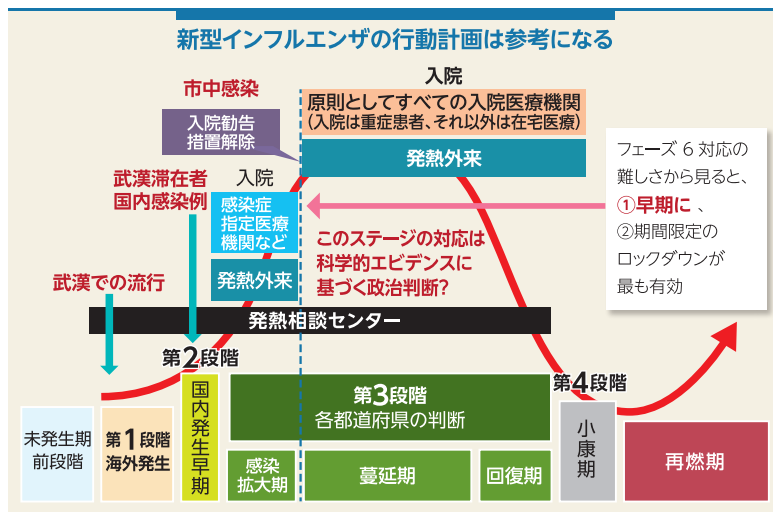 新型インフルエンザの行動計画は参考になる
入院
原則としてすべての入院医療機関
(入院は重症患者、それ以外は在宅医療)
発熱外来
市中感染
入院勧告
措置解除
武漢滞在者
国内感染例
入院
感染症
指定医療
機関など
発熱外来
武漢での流行
このステージの対応は
科学的エビデンスに
基づく政治判断?
フェーズ 6 対応の
難しさから見ると、
①早期に 、
②期間限定の
ロックダウンが
最も有効
発熱相談センター
未発生期
前段階
第1段階
海外発生
第2段階
国内発生早期
第3段階
各都道府県の判断
感染
拡大期
蔓延期
回復期
第4段階
小康期
再燃期